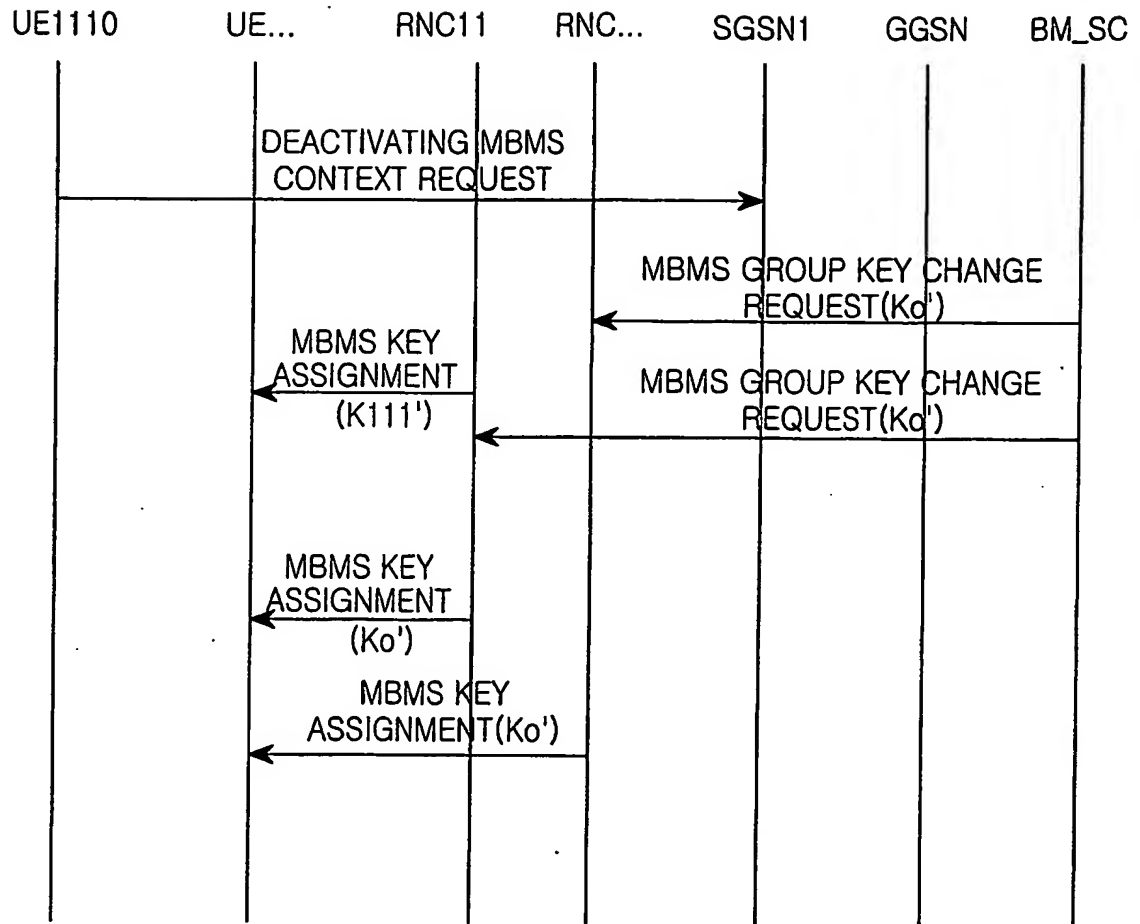 UE1110 UE... RNC11 RNC... SGSN1 GGSN BM_SC
DEACTIVATING MBMS
CONTEXT REQUEST
MBMS GROUP KEY CHANGE
REQUEST(Ko')
MBMS KEY
ASSIGNMENT
(K111')
MBMS GROUP KEY CHANGE
REQUEST(Ko')
MBMS KEY
ASSIGNMENT
(Ko')
MBMS KEY
ASSIGNMENT(Ko')